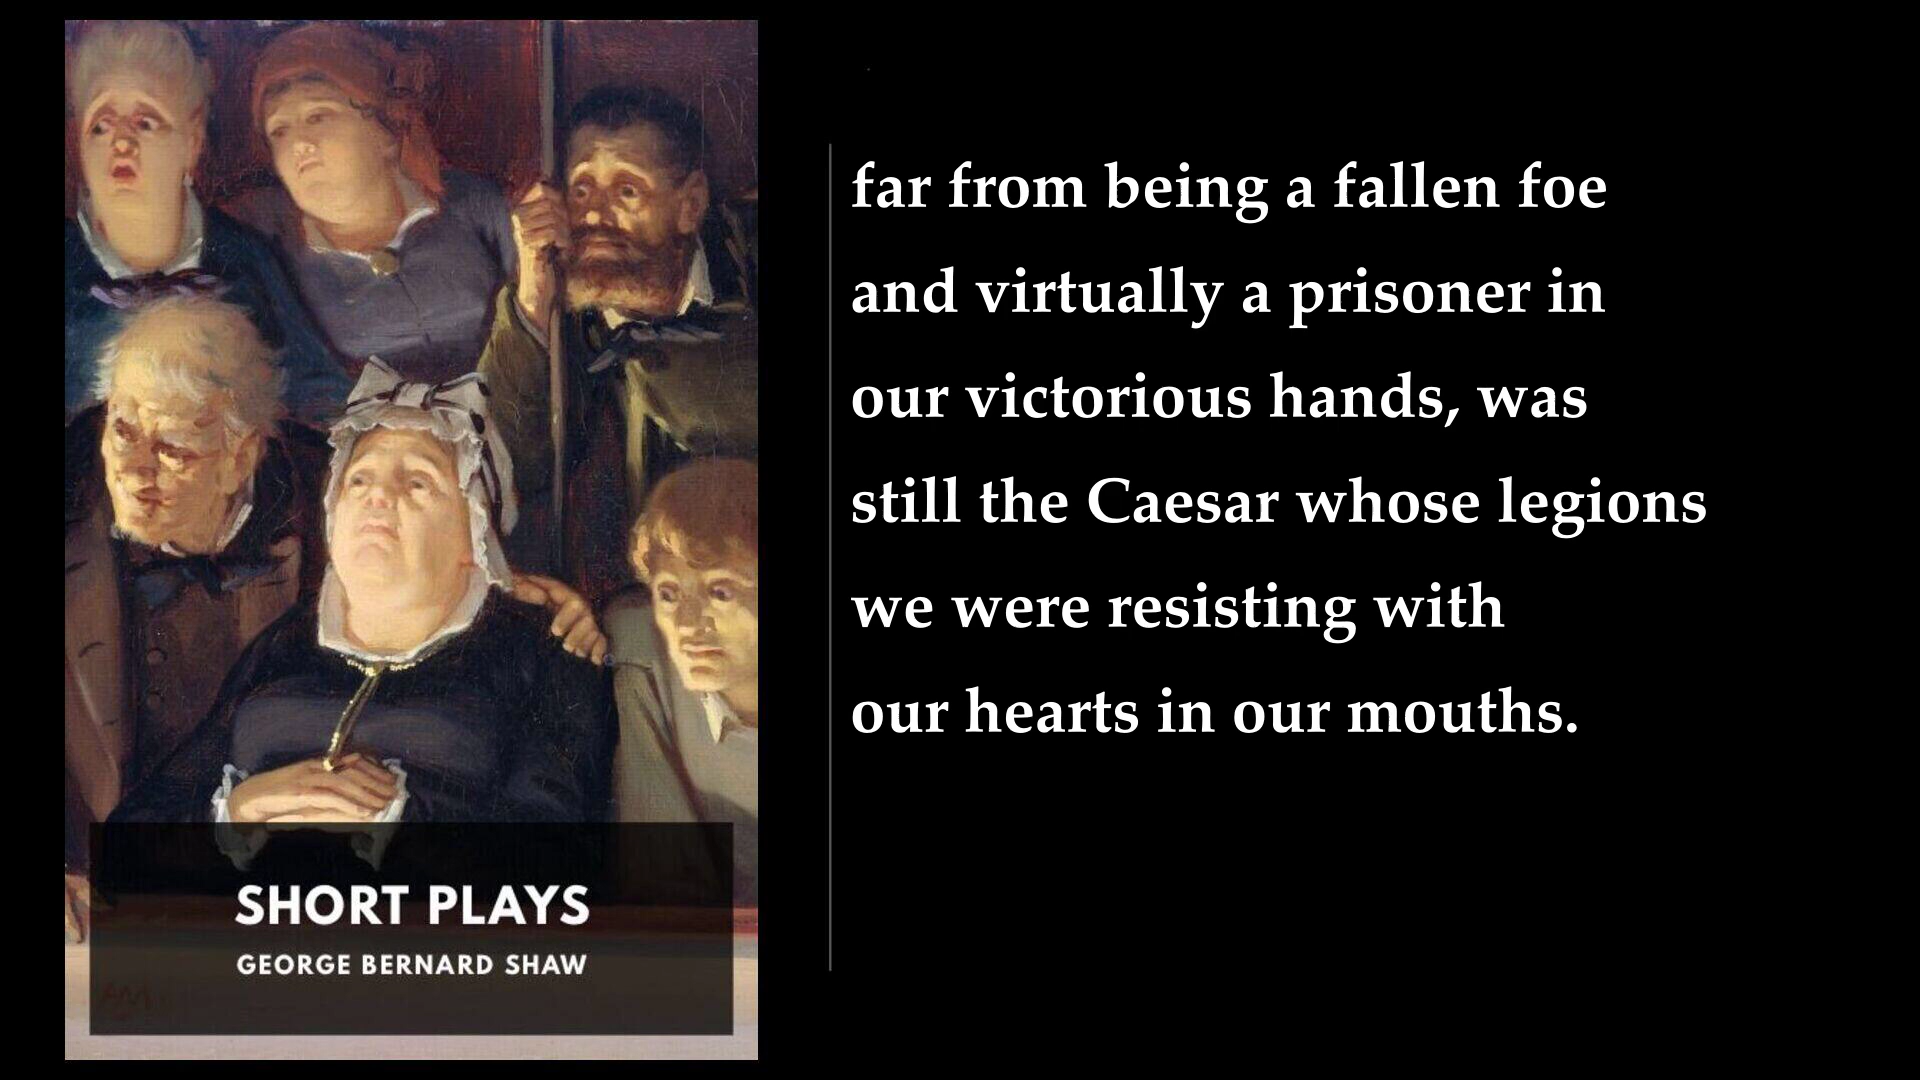 far from being a fallen foe
and virtually a prisoner in
our victorious hands, was
still the Caesar whose legions
we were resisting with
our hearts in our mouths.
SHORT PLAYS
GEORGE BERNARD SHAW